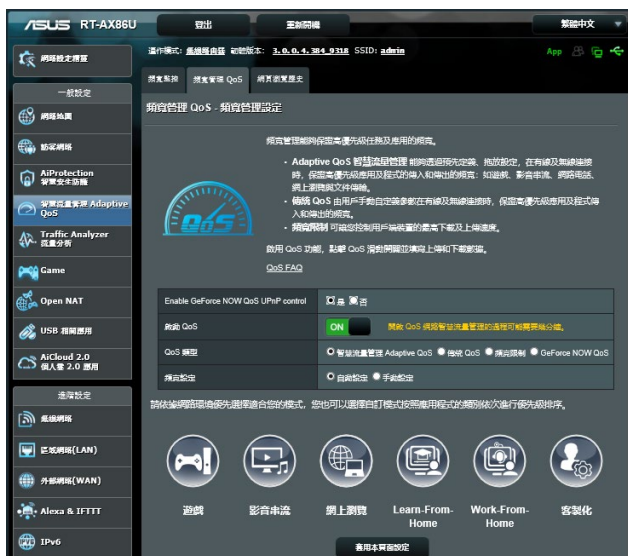 ASUS RT-AX86U 登出 重新開機 繁體中文
操作模式: 無線路由器 韌體版本: 3.0.0.4.384_9318 SSID: admin App
網路設定精靈
頻寬監控 頻寬管理 QoS 網頁瀏覽歷史
一般設定
網路地圖
訪客網路
AiProtection
智慧安全防護
智慧流量管理 Adaptive
QoS
Traffic Analyzer
流量分析
Game
Open NAT
USB 相關應用
AiCloud 2.0
個人雲 2.0 應用
進階設定
無線網路
區域網路(LAN)
外部網路(WAN)
Alexa & IFTTT
IPv6
頻寬管理 QoS - 頻寬管理設定
QoS
頻寬管理能夠保證高優先級任務及應用的頻寬。
· Adaptive QoS 智慧流量管理 能夠透過預定義、拖放設定，在有線及無線連接
時，保證高優先級應用及程式的傳入和傳出的頻寬: 如遊戲、影音串流、網路電話、
網上瀏覽與文件傳輸。
· 傳統 QoS 由用戶手動自定義參數在有線及無線連接時，保證高優先級應用及程式傳
入和傳出的頻寬。
· 頻寬限制 可讓您控制用戶端裝置的最高下載及上傳速度。
啟用 QoS 功能，點擊 QoS 滑動開關並填寫上傳和下載數據。
QoS FAQ
Enable GeForce NOW QoS UPnP control 是 否
啟動 QoS ON 開啟 QoS 網路智慧流量管理的過程可能需要幾分鐘。
QoS 類型 智慧流量管理 Adaptive QoS 傳統 QoS 頻寬限制 GeForce NOW QoS
頻寬設定 自動設定 手動設定
請依據網路環境優先選擇適合您的模式，您也可以選擇自訂模式按照應用程式的類別依次進行優先級排序。
遊戲 影音串流 網上瀏覽 Learn-From-
Home Work-From-
Home 客製化
套用本頁面設定